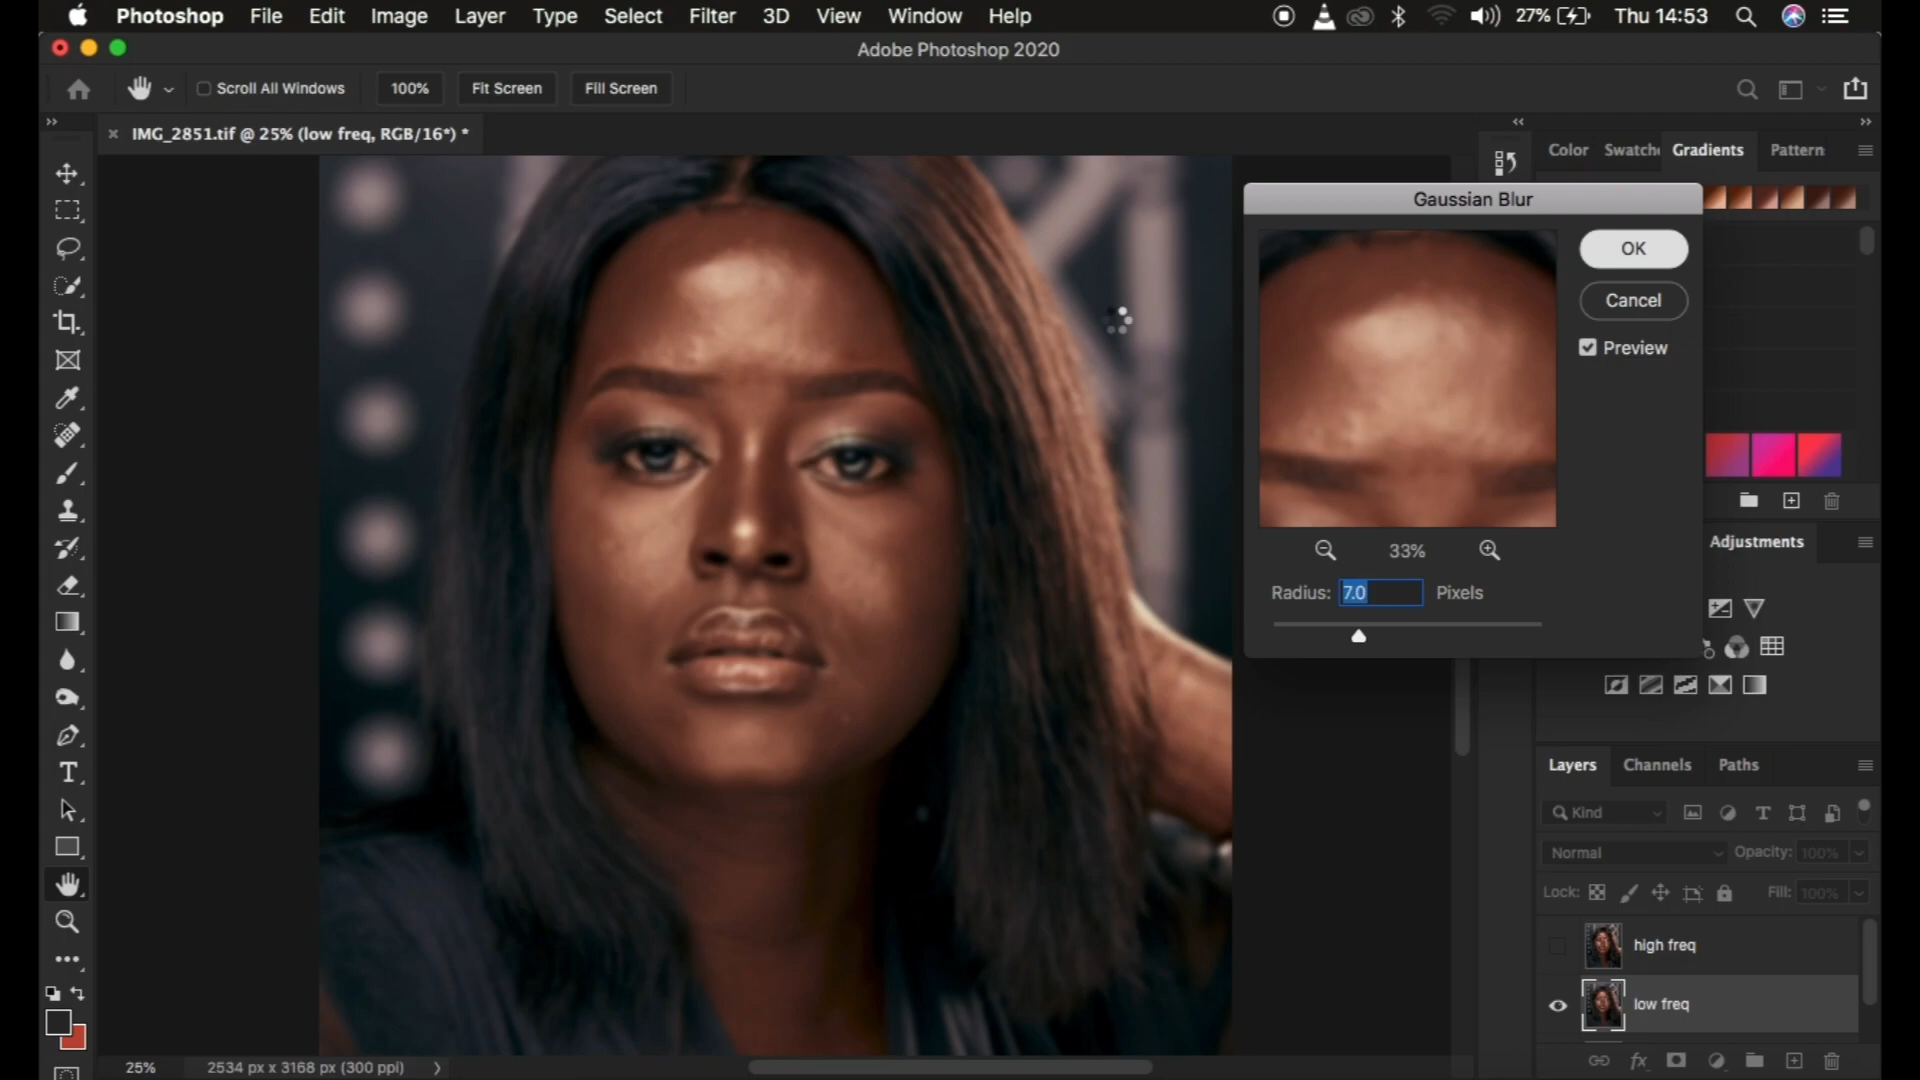 Photoshop File Edit Image Layer Type Select Filter 3D View Window Help 27% Thu 14:53
Adobe Photoshop 2020
Scroll All Windows 100% Fit Screen Fill Screen
IMG_2851.tif @ 25% (low freq, RGB/16*) *
Color Swatche Gradients Pattern
Gaussian Blur
OK
Cancel
Preview
33%
Radius: 7.0 Pixels
Adjustments
Layers Channels Paths
Kind
Normal Opacity: 100%
Lock: Fill: 100%
high freq
low freq
25% 2534 px x 3168 px (300 ppi)